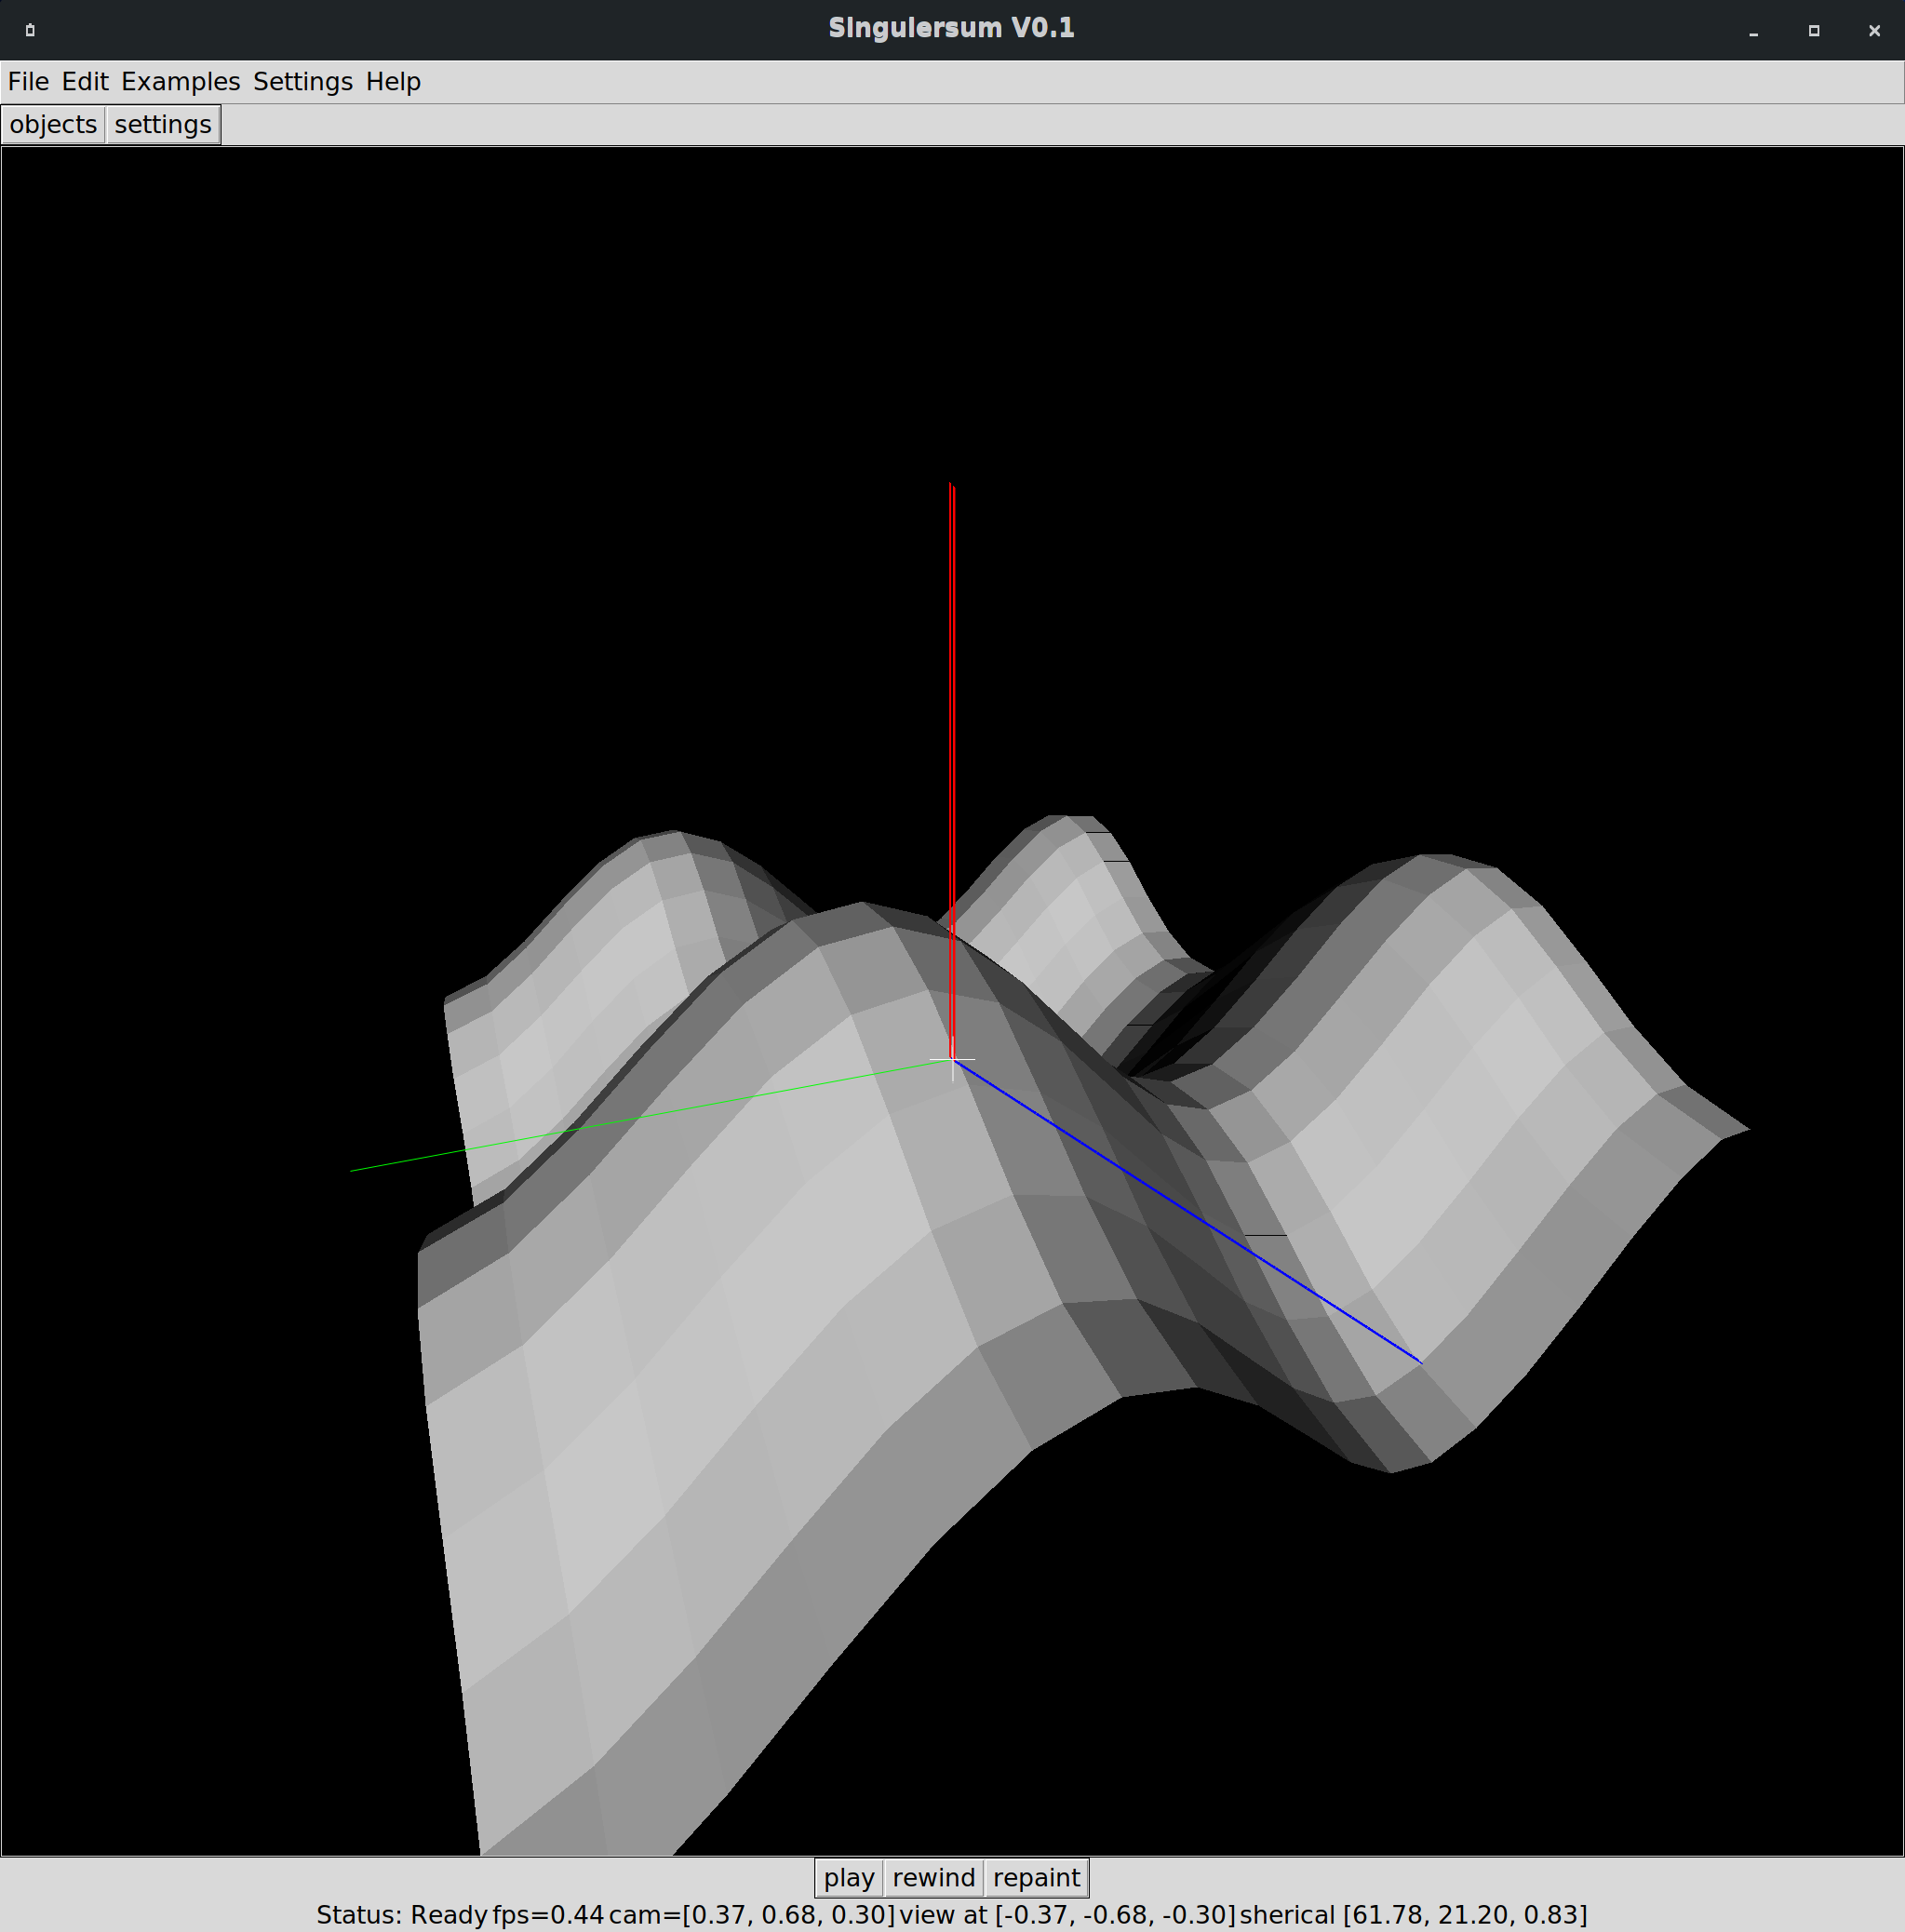 Singulersum V0.1
File Edit Examples Settings Help
objects settings
play rewind repaint
Status: Ready fps=0.44 cam=[0.37, 0.68, 0.30] view at [-0.37, -0.68, -0.30] sherical [61.78, 21.20, 0.83]